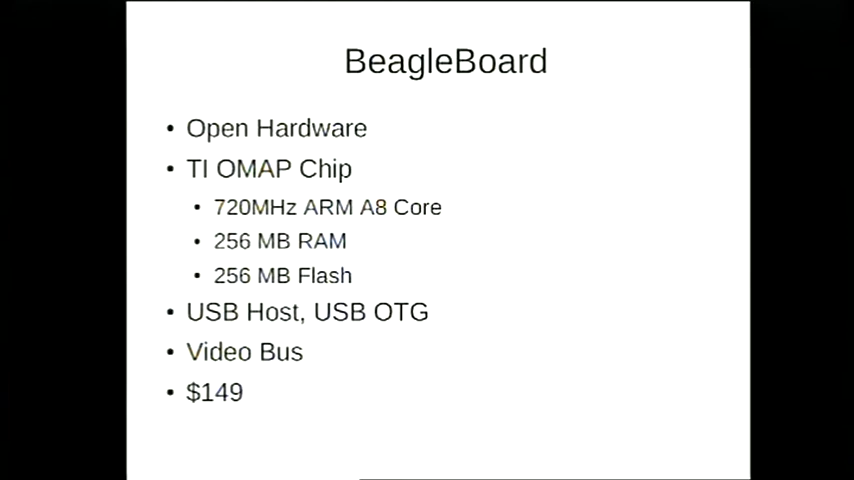 BeagleBoard
• Open Hardware
• TI OMAP Chip
• 720MHz ARM A8 Core
• 256 MB RAM
• 256 MB Flash
• USB Host, USB OTG
• Video Bus
• $149